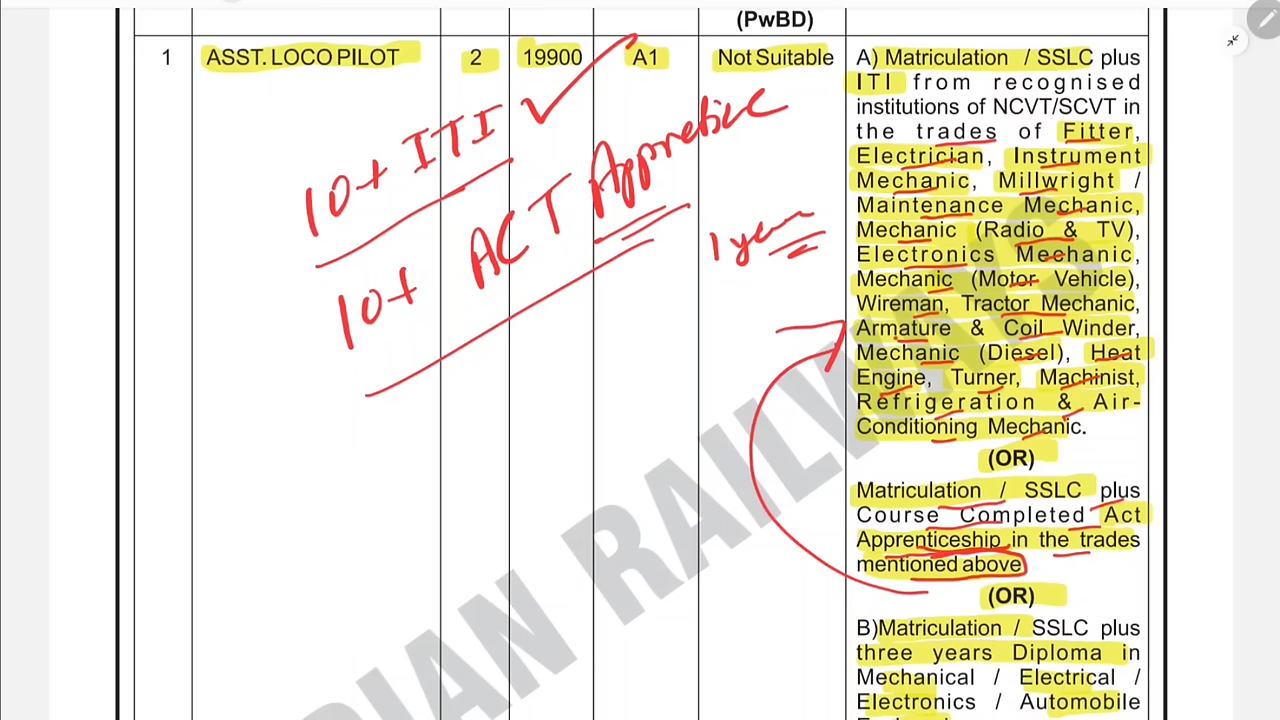 (PwBD)
1 ASST. LOCO PILOT 2 19900 A1 Not Suitable
A) Matriculation / SSLC plus
ITI from recognised
institutions of NCVT/SCVT in
the trades of Fitter,
Electrician, Instrument
Mechanic, Millwright /
Maintenance Mechanic,
Mechanic (Radio & TV),
Electronics Mechanic,
Mechanic (Motor Vehicle),
Wireman, Tractor Mechanic,
Armature & Coil Winder,
Mechanic (Diesel), Heat
Engine, Turner, Machinist,
Refrigeration & Air-
Conditioning Mechanic.
(OR)
Matriculation / SSLC plus
Course Completed Act
Apprenticeship in the trades
mentioned above
(OR)
B)Matriculation / SSLC plus
three years Diploma in
Mechanical / Electrical /
Electronics / Automobile
10+ ITI
10+ ACT Appretice
1 year
DIAN RAILWAYS